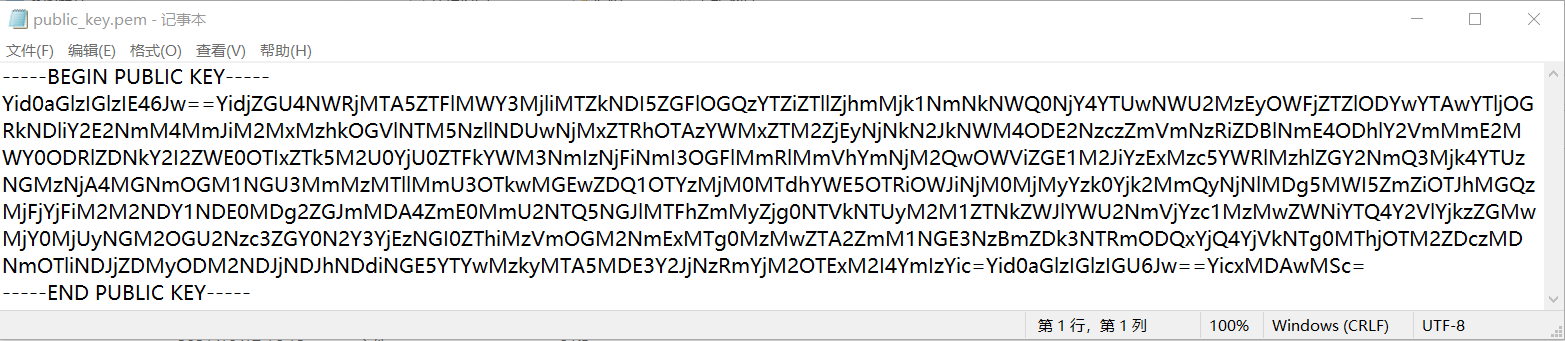 public_key.pem - 记事本
文件(F) 编辑(E) 格式(O) 查看(V) 帮助(H)
-----BEGIN PUBLIC KEY-----
Yid0aGlzIGlzIE46Jw==YidjZGU4NWRjMTA5ZTFlMWY3MjliMTZkNDI5ZGFlOGQzYTZiZTllZjhmMjk1NmNkNWQ0NjY4YTUwNWU2MzEyOWFjZTZlODYwYTAwYTljOG
RkNDliY2E2NmM4MmJiM2MxMzhkOGVlNTM5NzllNDUwNjMxZTRhOTAzYWMxZTM2ZjEyNjNkN2JkNWM4ODE2NzczZmVmNzRiZDBlNmE4ODhlY2VmMmE2M
WY0ODRlZDNkY2I2ZWE0OTIxZTk5M2U0YjU0ZTFkYWM3NmIzNjFiNmI3OGFlMmRlMmVhYmNjM2QwOWViZGE1M2JiYzExMzc5YWRlMzhlZGY2NmQ3Mjk4YTUz
NGMzNjA4MGNmOGM1NGU3MmMzMTllMmU3OTkwMGEwZDQ1OTYzMjM0MTdhYWE5OTRiOWJiNjM0MjMyYzk0Yjk2MmQyNjNlMDg5MWI5ZmZiOTJhMGQz
MjFjYjFiM2M2NDY1NDE0MDg2ZGJmMDA4ZmE0MmU2NTQ5NGJlMTFhZmMyZjg0NTVkNTUyM2M1ZTNkZWJlYWU2NmVjYzc1MzMwZWNiYTQ4Y2VlYjkzZGMw
MjY0MjUyNGM2OGU2Nzc3ZGY0N2Y3YjEzNGI0ZThiMzVmOGM2NmExMTg0MzMwZTA2ZmM1NGE3NzBmZDk3NTRmODQxYjQ4YjVkNTg0MThjOTM2ZDczMD
NmOTliNDJjZDMyODM2NDJjNDJhNDdiNGE5YTYwMzkyMTA5MDE3Y2JjNzRmYjM2OTExM2I4YmIzYic=Yid0aGlzIGlzIGU6Jw==YicxMDAwMSc=
-----END PUBLIC KEY-----
第 1 行，第 1 列 100% Windows (CRLF) UTF-8